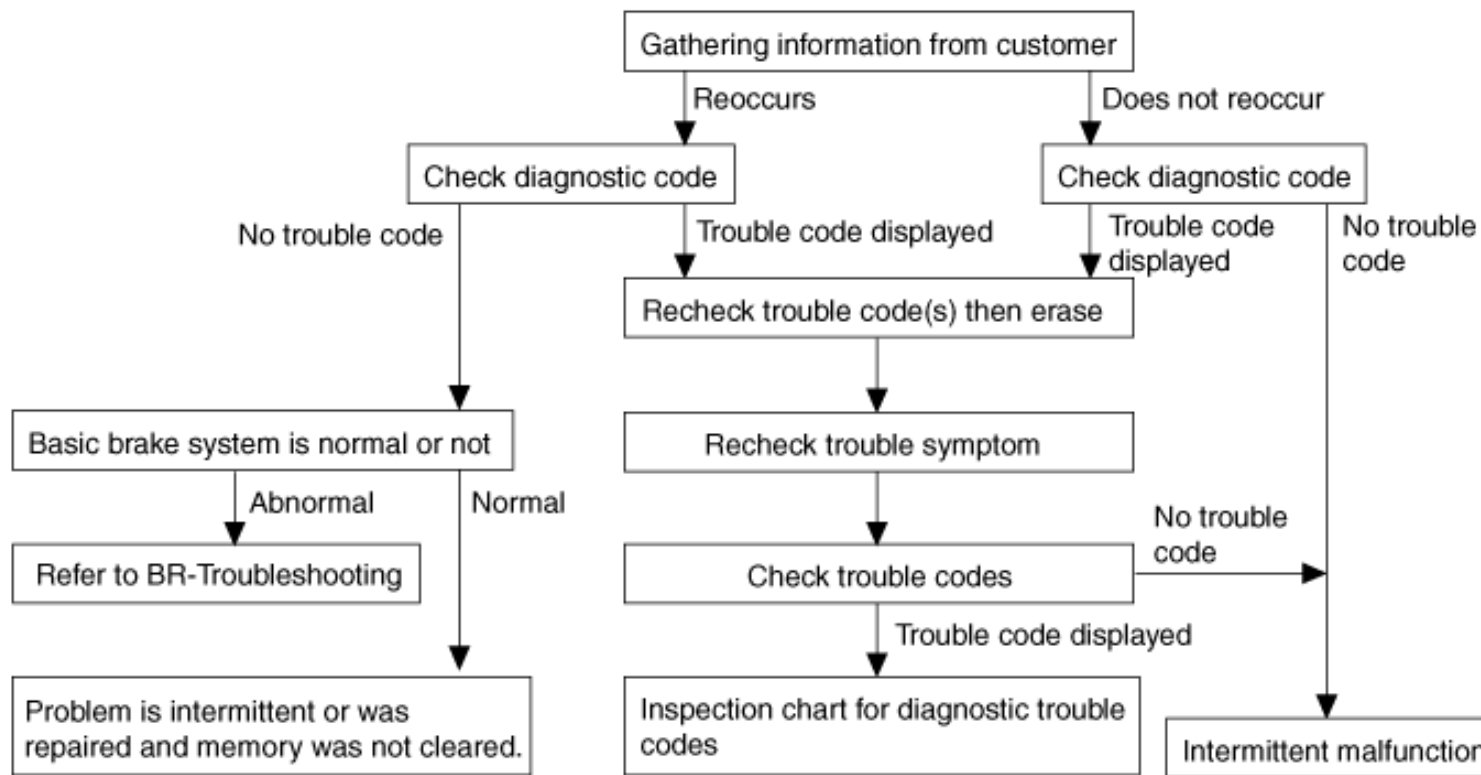 Gathering information from customer
Reoccurs
Does not reoccur
Check diagnostic code
Check diagnostic code
No trouble code
Trouble code displayed
Trouble code
displayed
No trouble
code
Recheck trouble code(s) then erase
Basic brake system is normal or not
Recheck trouble symptom
Abnormal
Normal
No trouble
code
Refer to BR-Troubleshooting
Check trouble codes
Trouble code displayed
Problem is intermittent or was
repaired and memory was not cleared.
Inspection chart for diagnostic trouble
codes
Intermittent malfunction